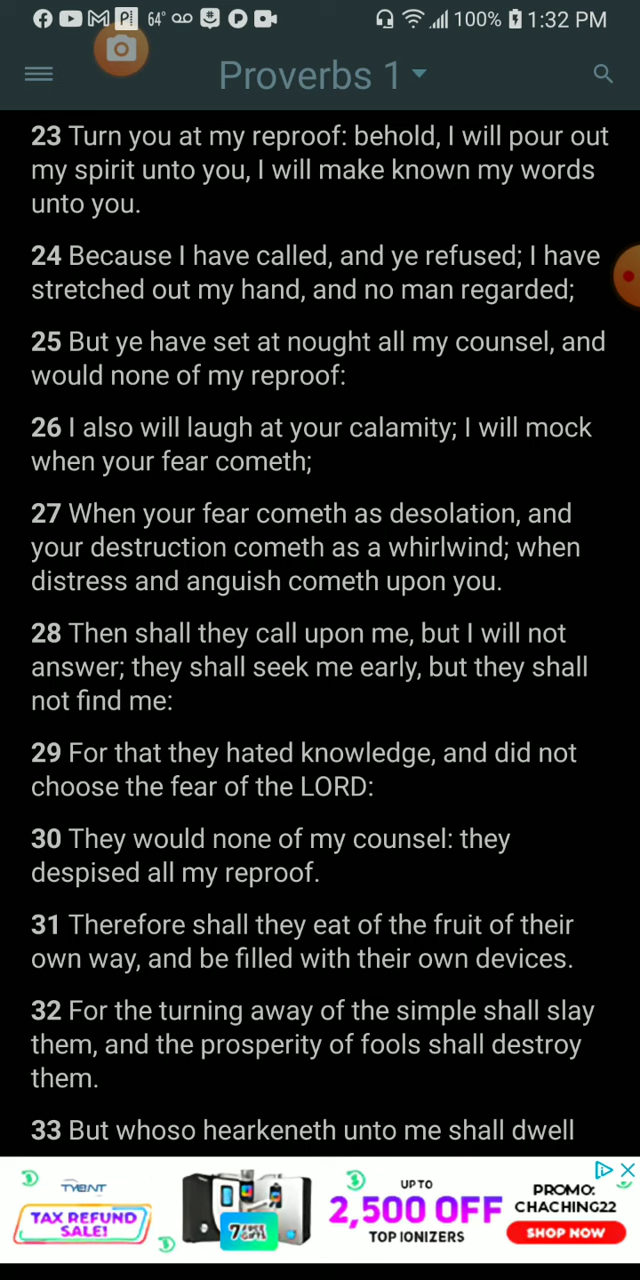 64° 100% 1:32 PM
Proverbs 1
23 Turn you at my reproof: behold, I will pour out
my spirit unto you, I will make known my words
unto you.
24 Because I have called, and ye refused; I have
stretched out my hand, and no man regarded;
25 But ye have set at nought all my counsel, and
would none of my reproof:
26 I also will laugh at your calamity; I will mock
when your fear cometh;
27 When your fear cometh as desolation, and
your destruction cometh as a whirlwind; when
distress and anguish cometh upon you.
28 Then shall they call upon me, but I will not
answer; they shall seek me early, but they shall
not find me:
29 For that they hated knowledge, and did not
choose the fear of the LORD:
30 They would none of my counsel: they
despised all my reproof.
31 Therefore shall they eat of the fruit of their
own way, and be filled with their own devices.
32 For the turning away of the simple shall slay
them, and the prosperity of fools shall destroy
them.
33 But whoso hearkeneth unto me shall dwell
TYENT
TAX REFUND
SALE!
UP TO
2,500 OFF
TOP IONIZERS
PROMO:
CHACHING22
SHOP NOW